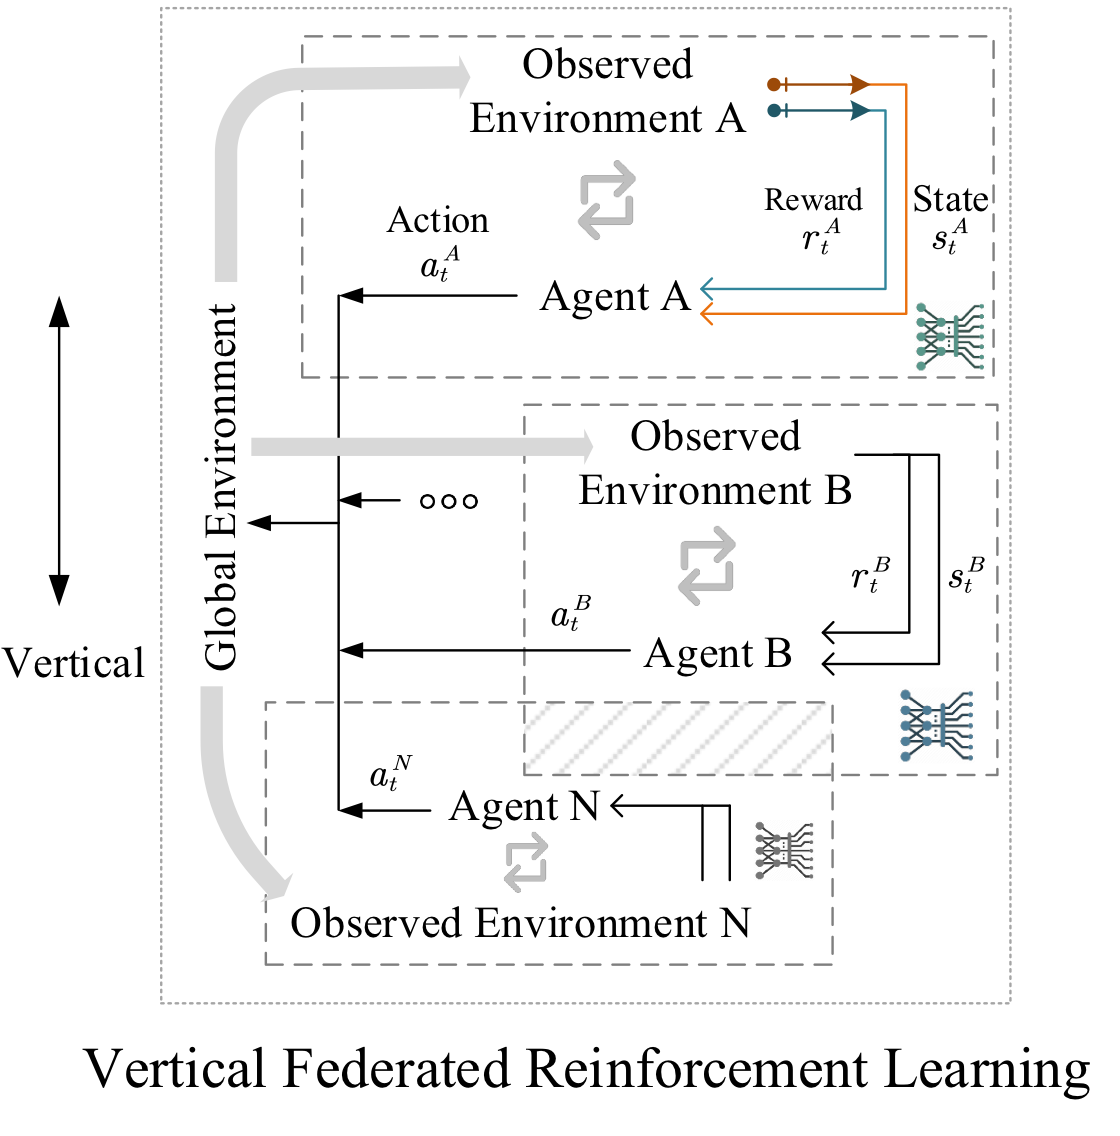 Observed
Environment A
Reward
r_t^A
State
s_t^A
Action
a_t^A
Agent A
Global Environment
Vertical
Observed
Environment B
r_t^B
s_t^B
a_t^B
Agent B
a_t^N
Agent N
Observed Environment N
Vertical Federated Reinforcement Learning